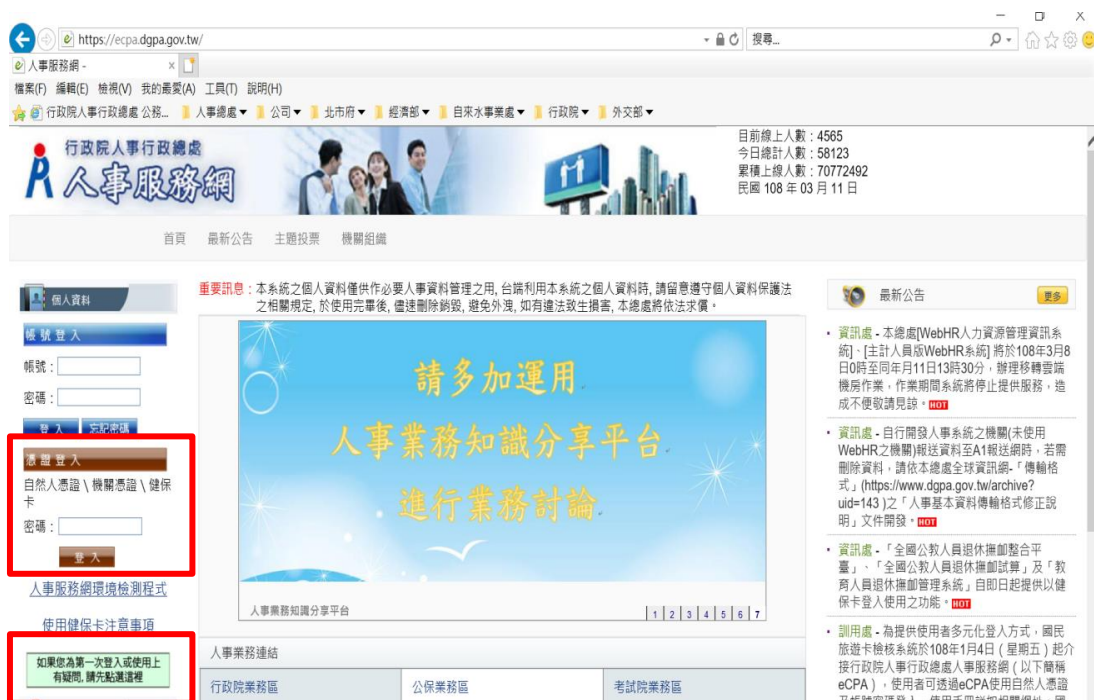 https://ecpa.dgpa.gov.tw/
搜尋...
人事服務網 -
檔案(F) 編輯(E) 檢視(V) 我的最愛(A) 工具(T) 說明(H)
行政院人事行政總處 公務... 人事總處 公司 北市府 經濟部 自來水事業處 行政院 外交部
行政院人事行政總處
人事服務網
目前線上人數：4565
今日總計人數：58123
累積上線人數：70772492
民國 108 年 03 月 11 日
首頁 最新公告 主題投票 機關組織
個人資料
帳號登入
帳號：
密碼：
登入 忘記密碼
憑證登入
自然人憑證 \ 機關憑證 \ 健保
卡
密碼：
登入
人事服務網環境檢測程式
使用健保卡注意事項
如果您為第一次登入或使用上
有疑問, 請先點選這裡
重要訊息：本系統之個人資料僅供作必要人事資料管理之用, 台端利用本系統之個人資料時, 請留意遵守個人資料保護法
之相關規定, 於使用完畢後, 儘速刪除銷毀, 避免外洩, 如有違法致生損害, 本總處將依法求償。
請多加運用
人事業務知識分享平台
進行業務討論
人事業務知識分享平台
| 1 | 2 | 3 | 4 | 5 | 6 | 7
人事業務連結
行政院業務區 公保業務區 考試院業務區
最新公告 更多
資訊處 - 本總處[WebHR人力資源管理資訊系
統]、[主計人員版WebHR系統] 將於108年3月8
日0時至同年月11日13時30分，辦理移轉雲端
機房作業，作業期間系統將停止提供服務，造
成不便敬請見諒。HOT
資訊處 - 自行開發人事系統之機關(未使用
WebHR之機關)報送資料至A1報送網時，若需
刪除資料，請依本總處全球資訊網-「傳輸格
式」(https://www.dgpa.gov.tw/archive?
uid=143 )之「人事基本資料傳輸格式修正說
明」文件開發。HOT
資訊處 - 「全國公教人員退休撫卹整合平
臺」、「全國公教人員退休撫卹試算」及「教
育人員退休撫卹管理系統」自即日起提供以健
保卡登入使用之功能。HOT
訓用處 - 為提供使用者多元化登入方式，國民
旅遊卡檢核系統於108年1月4日（星期五）起介
接行政院人事行政總處人事服務網（以下簡稱
eCPA），使用者可透過eCPA使用自然人憑證